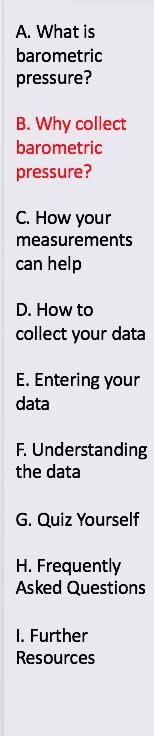 A. What is
barometric
pressure?
B. Why collect
barometric
pressure?
C. How your
measurements
can help
D. How to
collect your data
E. Entering your
data
F. Understanding
the data
G. Quiz Yourself
H. Frequently
Asked Questions
I. Further
Resources